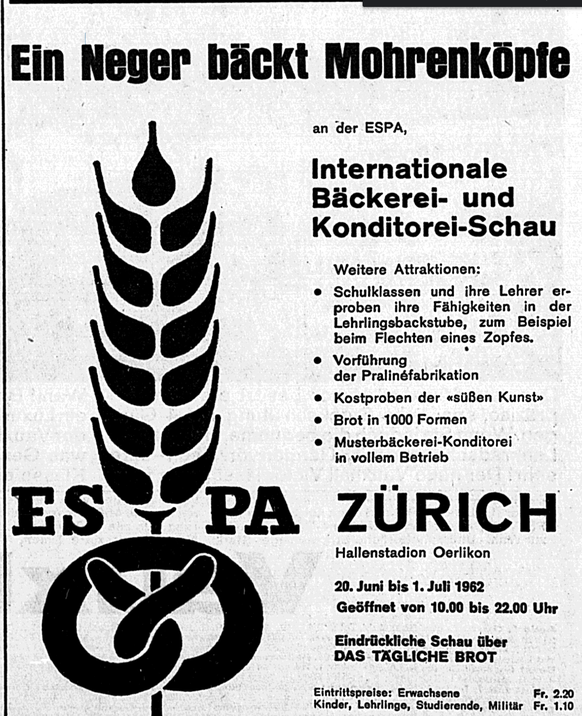 Ein Neger bäckt Mohrenköpfe
an der ESPA,
Internationale
Bäckerei- und
Konditorei-Schau
Weitere Attraktionen:
• Schulklassen und ihre Lehrer er-
proben ihre Fähigkeiten in der
Lehrlingsbackstube, zum Beispiel
beim Flechten eines Zopfes.
• Vorführung
der Pralinéfabrikation
• Kostproben der «süßen Kunst»
• Brot in 1000 Formen
• Musterbäckerei-Konditorei
in vollem Betrieb
ESPA
ZÜRICH
Hallenstadion Oerlikon
20. Juni bis 1. Juli 1962
Geöffnet von 10.00 bis 22.00 Uhr
Eindrückliche Schau über
DAS TÄGLICHE BROT
Eintrittspreise: Erwachsene Fr. 2.20
Kinder, Lehrlinge, Studierende, Militär Fr. 1.10